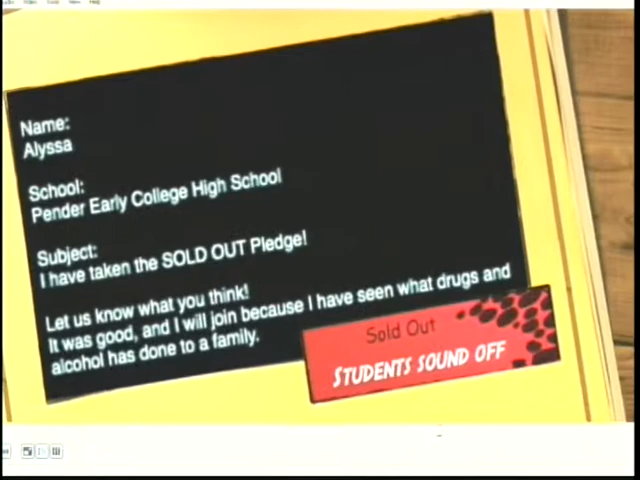 Name:
Alyssa
School:
Pender Early College High School
Subject:
I have taken the SOLD OUT Pledge!
Let us know what you think!
It was good, and I will join because I have seen what drugs and
alcohol has done to a family.
Sold Out
STUDENTS SOUND OFF